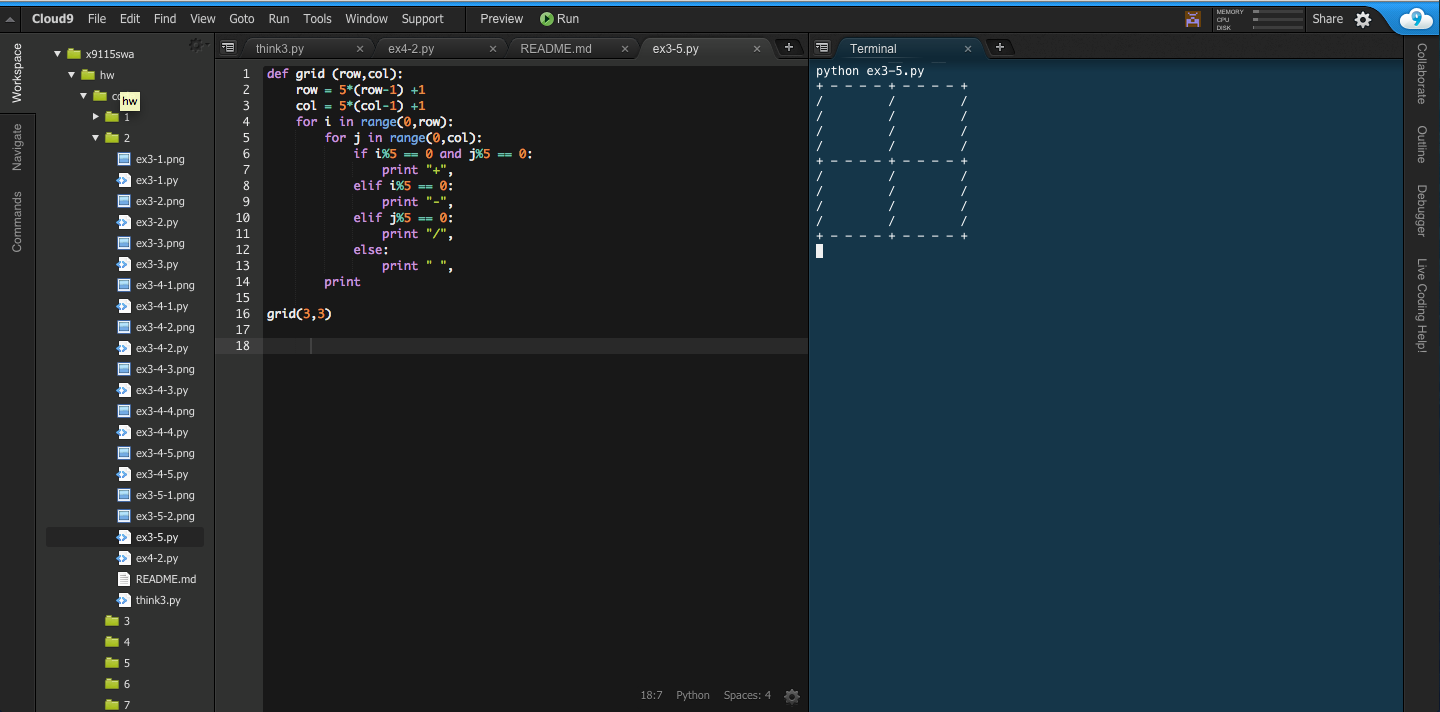 Cloud9 File Edit Find View Goto Run Tools Window Support Preview Run MEMORY CPU DISK Share 9
Workspace
Navigate
Commands
x9115swa
hw
hw
1
2
ex3-1.png
ex3-1.py
ex3-2.png
ex3-2.py
ex3-3.png
ex3-3.py
ex3-4-1.png
ex3-4-1.py
ex3-4-2.png
ex3-4-2.py
ex3-4-3.png
ex3-4-3.py
ex3-4-4.png
ex3-4-4.py
ex3-4-5.png
ex3-4-5.py
ex3-5-1.png
ex3-5-2.png
ex3-5.py
ex4-2.py
README.md
think3.py
3
4
5
6
7
think3.py × ex4-2.py × README.md × ex3-5.py × +
1 def grid (row,col):
2     row = 5*(row-1) +1
3     col = 5*(col-1) +1
4     for i in range(0,row):
5         for j in range(0,col):
6             if i%5 == 0 and j%5 == 0:
7                 print "+",
8             elif i%5 == 0:
9                 print "-",
10             elif j%5 == 0:
11                 print "/",
12             else:
13                 print " ",
14         print
15
16 grid(3,3)
17
18
18:7 Python Spaces: 4
Terminal × +
python ex3-5.py
+ - - - - + - - - - +
/         /         /
/         /         /
/         /         /
/         /         /
+ - - - - + - - - - +
/         /         /
/         /         /
/         /         /
/         /         /
+ - - - - + - - - - +
Collaborate
Outline
Debugger
Live Coding Help!